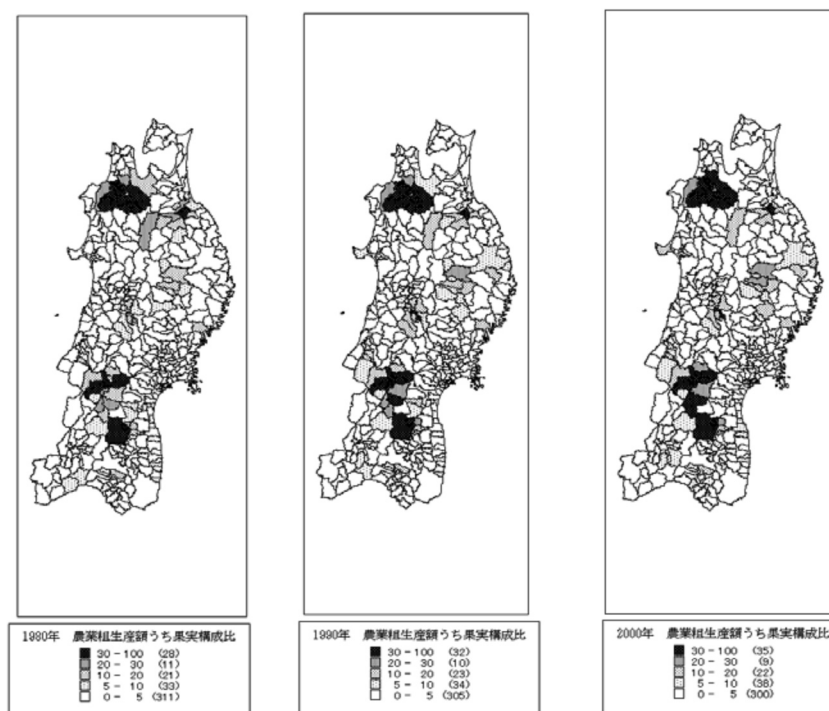 1980年 農業粗生産額うち果実構成比
30 - 100 (28)
20 - 30 (11)
10 - 20 (21)
5 - 10 (33)
0 - 5 (311)
1990年 農業粗生産額うち果実構成比
30 - 100 (32)
20 - 30 (10)
10 - 20 (23)
5 - 10 (34)
0 - 5 (305)
2000年 農業粗生産額うち果実構成比
30 - 100 (35)
20 - 30 (9)
10 - 20 (22)
5 - 10 (38)
0 - 5 (300)